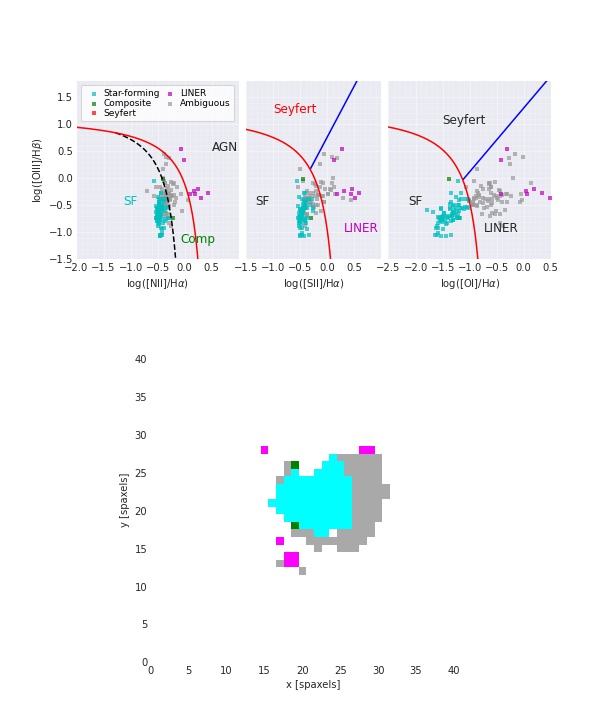 Star-forming
Composite
Seyfert
LINER
Ambiguous
log([OIII]/Hβ)
1.5
1.0
0.5
0.0
−0.5
−1.0
−1.5
AGN
SF
Comp
−2.0 −1.5 −1.0 −0.5 0.0 0.5
log([NII]/Hα)
Seyfert
SF
LINER
−1.5 −1.0 −0.5 0.0 0.5
log([SII]/Hα)
Seyfert
SF
LINER
−2.5 −2.0 −1.5 −1.0 −0.5 0.0 0.5
log([OI]/Hα)
y [spaxels]
40
35
30
25
20
15
10
5
0
0 5 10 15 20 25 30 35 40
x [spaxels]